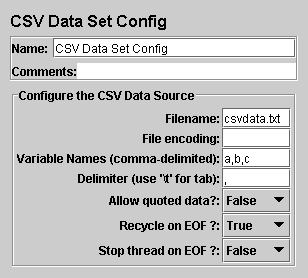 CSV Data Set Config
Name: CSV Data Set Config
Comments:
Configure the CSV Data Source
Filename: csvdata.txt
File encoding:
Variable Names (comma-delimited): a,b,c
Delimiter (use '\t' for tab): ,
Allow quoted data?: False
Recycle on EOF ?: True
Stop thread on EOF ?: False